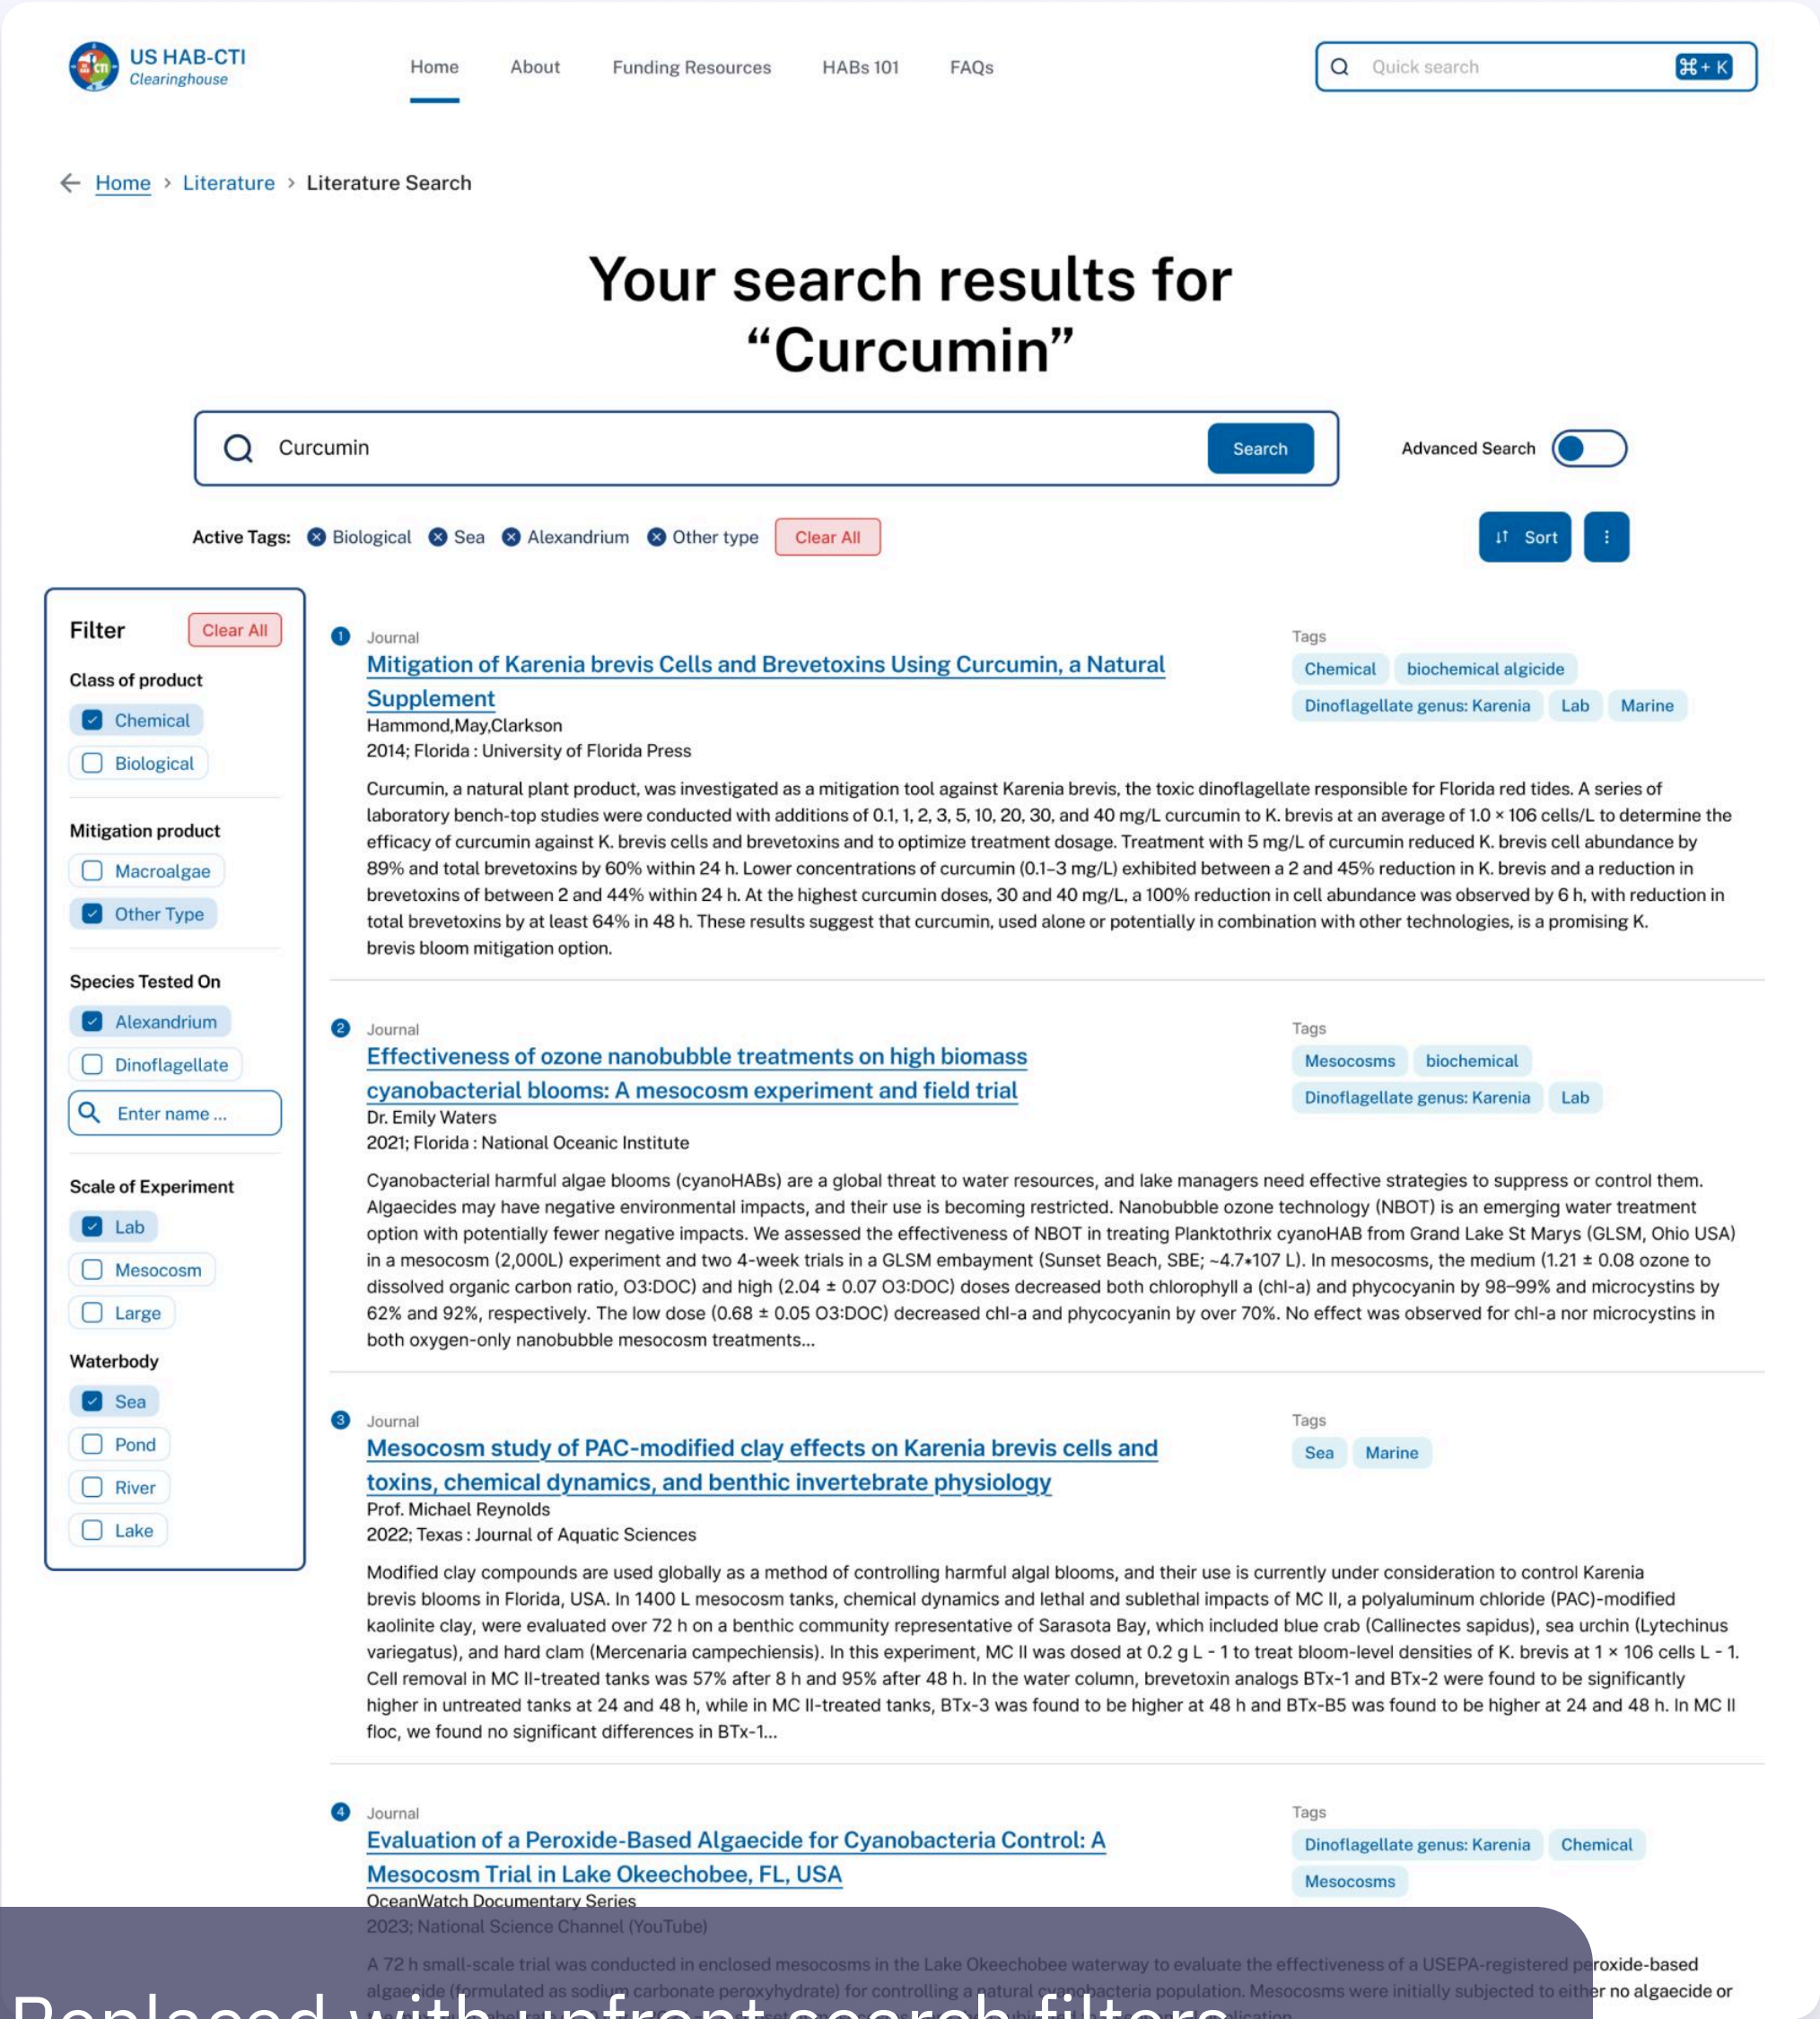 US HAB-CTI
Clearinghouse
Home
About
Funding Resources
HABs 101
FAQs
Quick search
⌘+ K
Home > Literature > Literature Search
Your search results for
“Curcumin”
Curcumin
Search
Advanced Search
Active Tags: Biological Sea Alexandrium Other type Clear All
Sort
Filter
Clear All
Class of product
Chemical
Biological
Mitigation product
Macroalgae
Other Type
Species Tested On
Alexandrium
Dinoflagellate
Enter name ...
Scale of Experiment
Lab
Mesocosm
Large
Waterbody
Sea
Pond
River
Lake
1
Journal
Mitigation of Karenia brevis Cells and Brevetoxins Using Curcumin, a Natural
Supplement
Hammond,May,Clarkson
2014; Florida : University of Florida Press
Tags
Chemical biochemical algicide
Dinoflagellate genus: Karenia Lab Marine
Curcumin, a natural plant product, was investigated as a mitigation tool against Karenia brevis, the toxic dinoflagellate responsible for Florida red tides. A series of
laboratory bench-top studies were conducted with additions of 0.1, 1, 2, 3, 5, 10, 20, 30, and 40 mg/L curcumin to K. brevis at an average of 1.0 × 106 cells/L to determine the
efficacy of curcumin against K. brevis cells and brevetoxins and to optimize treatment dosage. Treatment with 5 mg/L of curcumin reduced K. brevis cell abundance by
89% and total brevetoxins by 60% within 24 h. Lower concentrations of curcumin (0.1–3 mg/L) exhibited between a 2 and 45% reduction in K. brevis and a reduction in
brevetoxins of between 2 and 44% within 24 h. At the highest curcumin doses, 30 and 40 mg/L, a 100% reduction in cell abundance was observed by 6 h, with reduction in
total brevetoxins by at least 64% in 48 h. These results suggest that curcumin, used alone or potentially in combination with other technologies, is a promising K.
brevis bloom mitigation option.
2
Journal
Effectiveness of ozone nanobubble treatments on high biomass
cyanobacterial blooms: A mesocosm experiment and field trial
Dr. Emily Waters
2021; Florida : National Oceanic Institute
Tags
Mesocosms biochemical
Dinoflagellate genus: Karenia Lab
Cyanobacterial harmful algae blooms (cyanoHABs) are a global threat to water resources, and lake managers need effective strategies to suppress or control them.
Algaecides may have negative environmental impacts, and their use is becoming restricted. Nanobubble ozone technology (NBOT) is an emerging water treatment
option with potentially fewer negative impacts. We assessed the effectiveness of NBOT in treating Planktothrix cyanoHAB from Grand Lake St Marys (GLSM, Ohio USA)
in a mesocosm (2,000L) experiment and two 4-week trials in a GLSM embayment (Sunset Beach, SBE; ~4.7*107 L). In mesocosms, the medium (1.21 ± 0.08 ozone to
dissolved organic carbon ratio, O3:DOC) and high (2.04 ± 0.07 O3:DOC) doses decreased both chlorophyll a (chl-a) and phycocyanin by 98–99% and microcystins by
62% and 92%, respectively. The low dose (0.68 ± 0.05 O3:DOC) decreased chl-a and phycocyanin by over 70%. No effect was observed for chl-a nor microcystins in
both oxygen-only nanobubble mesocosm treatments...
3
Journal
Mesocosm study of PAC-modified clay effects on Karenia brevis cells and
toxins, chemical dynamics, and benthic invertebrate physiology
Prof. Michael Reynolds
2022; Texas : Journal of Aquatic Sciences
Tags
Sea Marine
Modified clay compounds are used globally as a method of controlling harmful algal blooms, and their use is currently under consideration to control Karenia
brevis blooms in Florida, USA. In 1400 L mesocosm tanks, chemical dynamics and lethal and sublethal impacts of MC II, a polyaluminum chloride (PAC)-modified
kaolinite clay, were evaluated over 72 h on a benthic community representative of Sarasota Bay, which included blue crab (Callinectes sapidus), sea urchin (Lytechinus
variegatus), and hard clam (Mercenaria campechiensis). In this experiment, MC II was dosed at 0.2 g L - 1 to treat bloom-level densities of K. brevis at 1 × 106 cells L - 1.
Cell removal in MC II-treated tanks was 57% after 8 h and 95% after 48 h. In the water column, brevetoxin analogs BTx-1 and BTx-2 were found to be significantly
higher in untreated tanks at 24 and 48 h, while in MC II-treated tanks, BTx-3 was found to be higher at 48 h and BTx-B5 was found to be higher at 24 and 48 h. In MC II
floc, we found no significant differences in BTx-1...
4
Journal
Evaluation of a Peroxide-Based Algaecide for Cyanobacteria Control: A
Mesocosm Trial in Lake Okeechobee, FL, USA
OceanWatch Documentary Series
2023; National Science Channel (YouTube)
Tags
Dinoflagellate genus: Karenia Chemical
Mesocosms
A 72 h small-scale trial was conducted in enclosed mesocosms in the Lake Okeechobee waterway to evaluate the effectiveness of a USEPA-registered peroxide-based
algaecide (formulated as sodium carbonate peroxyhydrate) for controlling a natural cyanobacteria population. Mesocosms were initially subjected to either no algaecide or
Replaced with upfront search filters